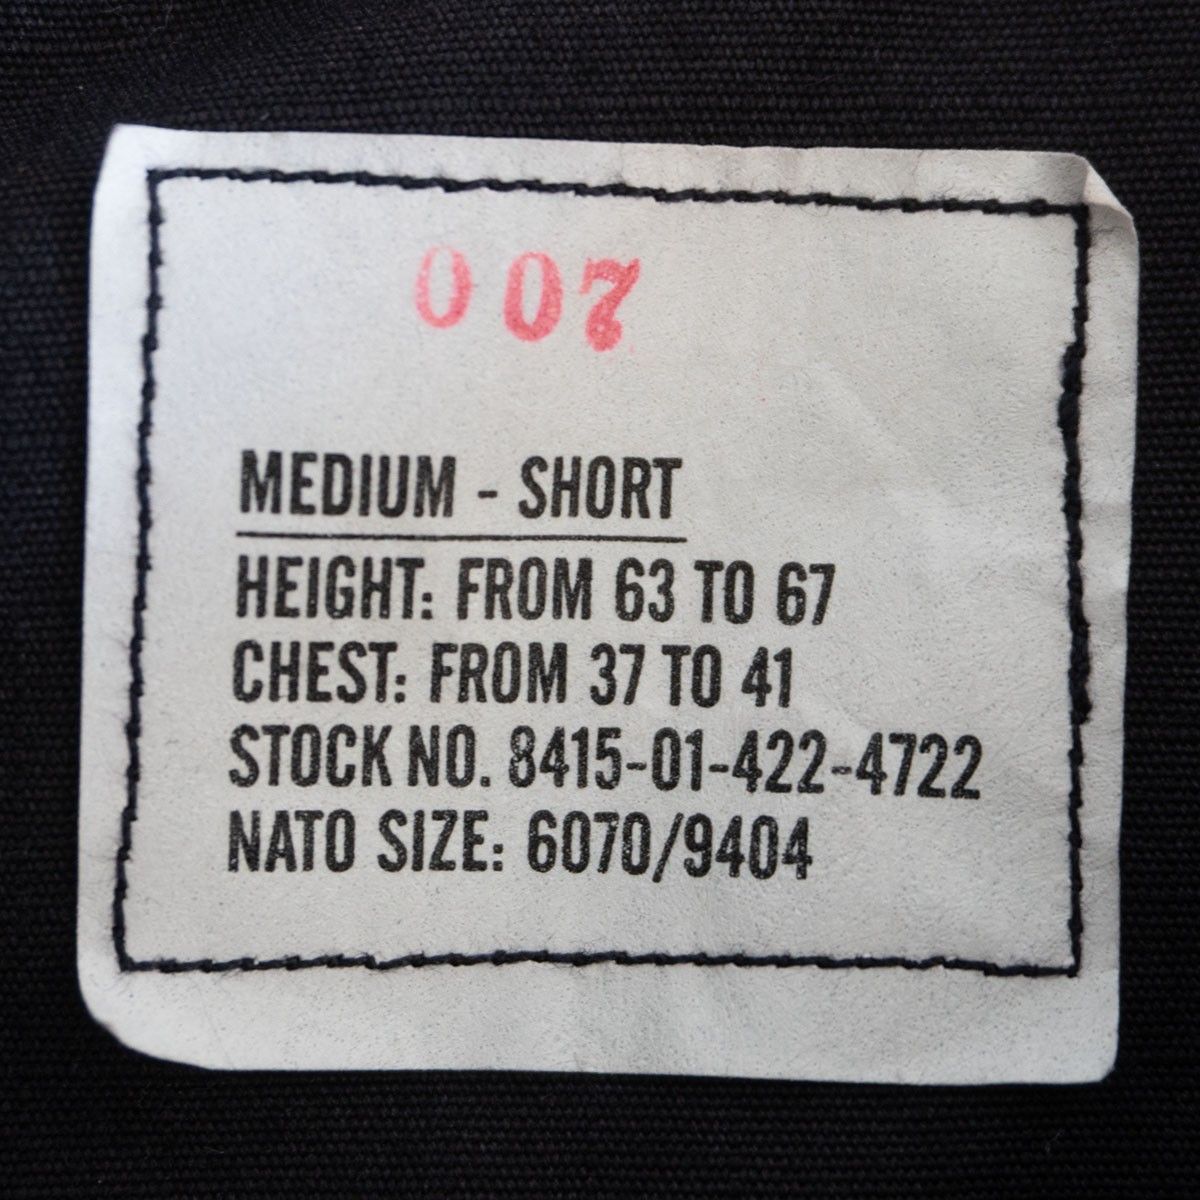 007
MEDIUM - SHORT
HEIGHT: FROM 63 TO 67
CHEST: FROM 37 TO 41
STOCK NO. 8415-01-422-4722
NATO SIZE: 6070/9404